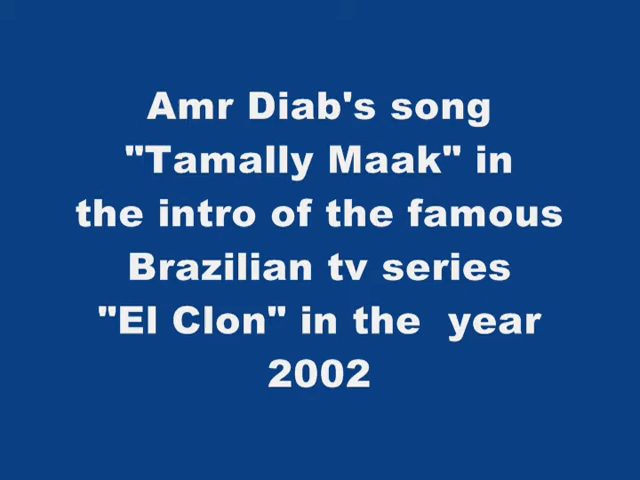 Amr Diab's song
"Tamally Maak" in
the intro of the famous
Brazilian tv series
"El Clon" in the  year
2002